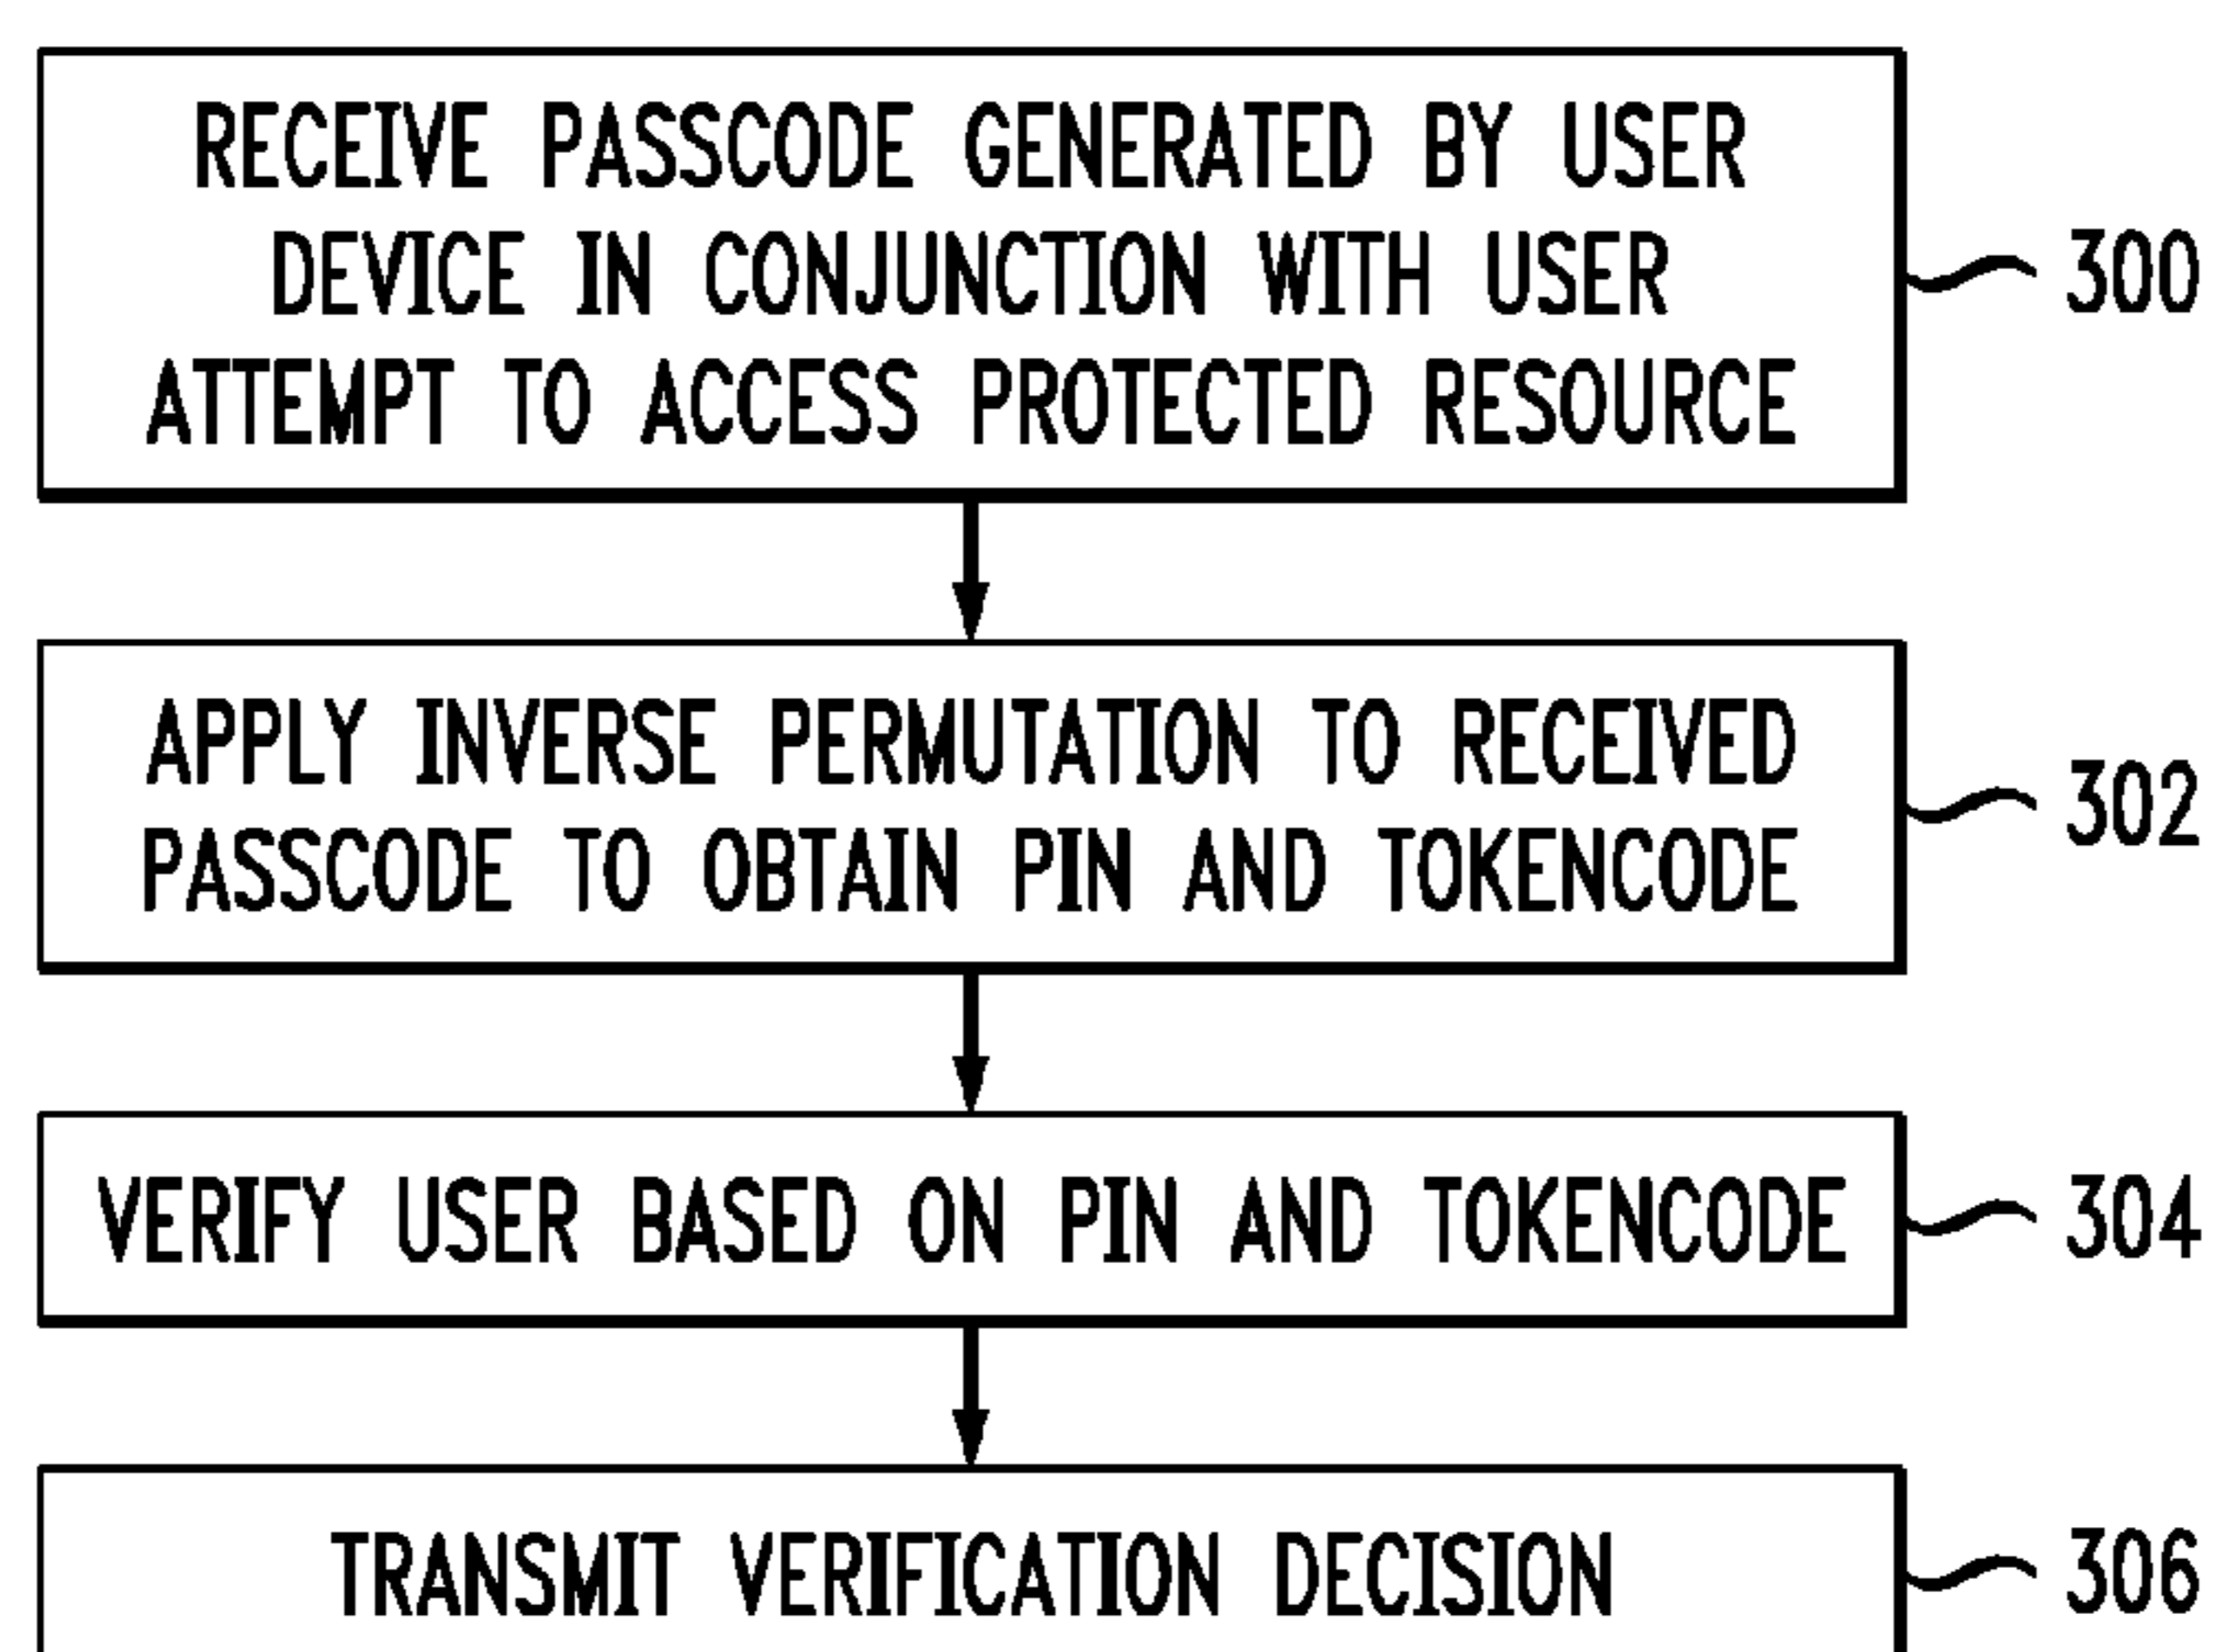 RECEIVE PASSCODE GENERATED BY USER
DEVICE IN CONJUNCTION WITH USER
ATTEMPT TO ACCESS PROTECTED RESOURCE
300
APPLY INVERSE PERMUTATION TO RECEIVED
PASSCODE TO OBTAIN PIN AND TOKENCODE
302
VERIFY USER BASED ON PIN AND TOKENCODE
304
TRANSMIT VERIFICATION DECISION
306